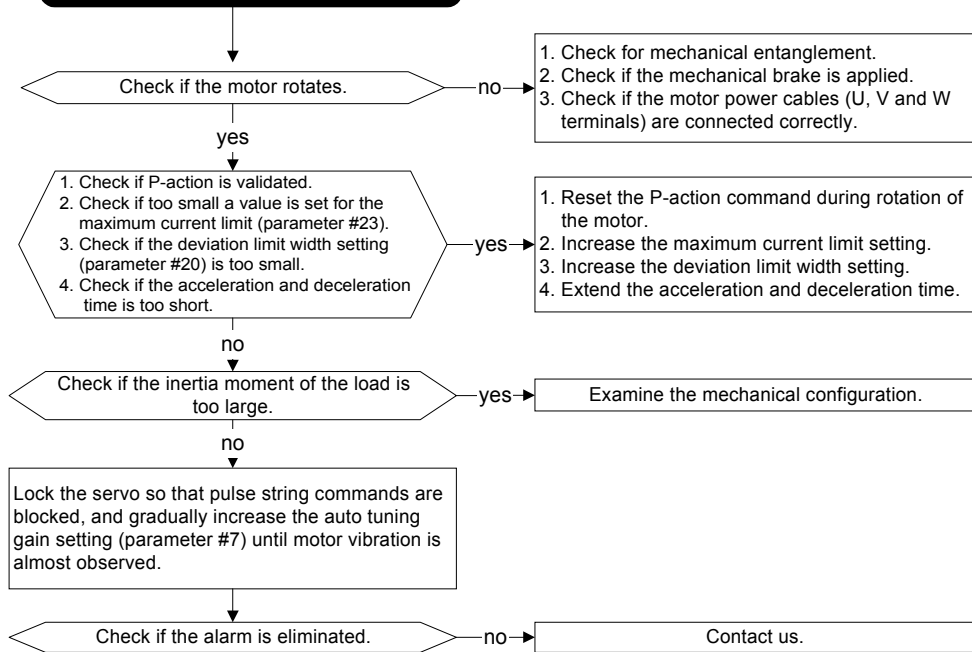 Check if the motor rotates.
no
1. Check for mechanical entanglement.
2. Check if the mechanical brake is applied.
3. Check if the motor power cables (U, V and W
terminals) are connected correctly.
yes
1. Check if P-action is validated.
2. Check if too small a value is set for the
maximum current limit (parameter #23).
3. Check if the deviation limit width setting
(parameter #20) is too small.
4. Check if the acceleration and deceleration
time is too short.
yes
1. Reset the P-action command during rotation of
the motor.
2. Increase the maximum current limit setting.
3. Increase the deviation limit width setting.
4. Extend the acceleration and deceleration time.
no
Check if the inertia moment of the load is
too large.
yes
Examine the mechanical configuration.
no
Lock the servo so that pulse string commands are
blocked, and gradually increase the auto tuning
gain setting (parameter #7) until motor vibration is
almost observed.
Check if the alarm is eliminated.
no
Contact us.